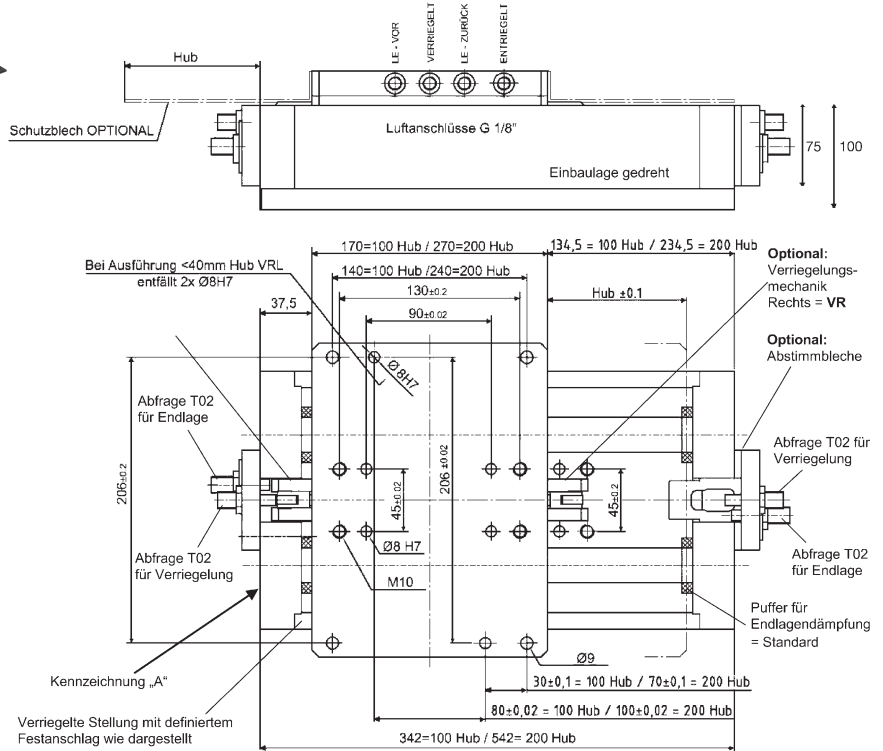 LE - VOR
VERRIEGELT
LE - ZURÜCK
ENTRIEGELT
Hub
Schutzblech OPTIONAL
Luftanschlüsse G 1/8"
Einbaulage gedreht
75
100
170=100 Hub / 270=200 Hub
134,5 = 100 Hub / 234,5 = 200 Hub
Bei Ausführung <40mm Hub VRL
entfällt 2x Ø8H7
140=100 Hub /240=200 Hub
130±0.2
Hub ±0.1
37,5
90±0.02
Optional:
Verriegelungs-
mechanik
Rechts = VR
Optional:
Abstimmbleche
Ø8H7
Abfrage T02
für Endlage
Abfrage T02 für
Verriegelung
206±0.2
45±0.02
206 ±0.02
45±0.2
Ø8 H7
Abfrage T02
für Verriegelung
M10
Abfrage T02
für Endlage
Puffer für
Endlagendämpfung
= Standard
Ø9
Kennzeichnung „A“
30±0,1 = 100 Hub / 70±0,1 = 200 Hub
80±0,02 = 100 Hub / 100±0,02 = 200 Hub
Verriegelte Stellung mit definiertem
Festanschlag wie dargestellt
342=100 Hub / 542= 200 Hub